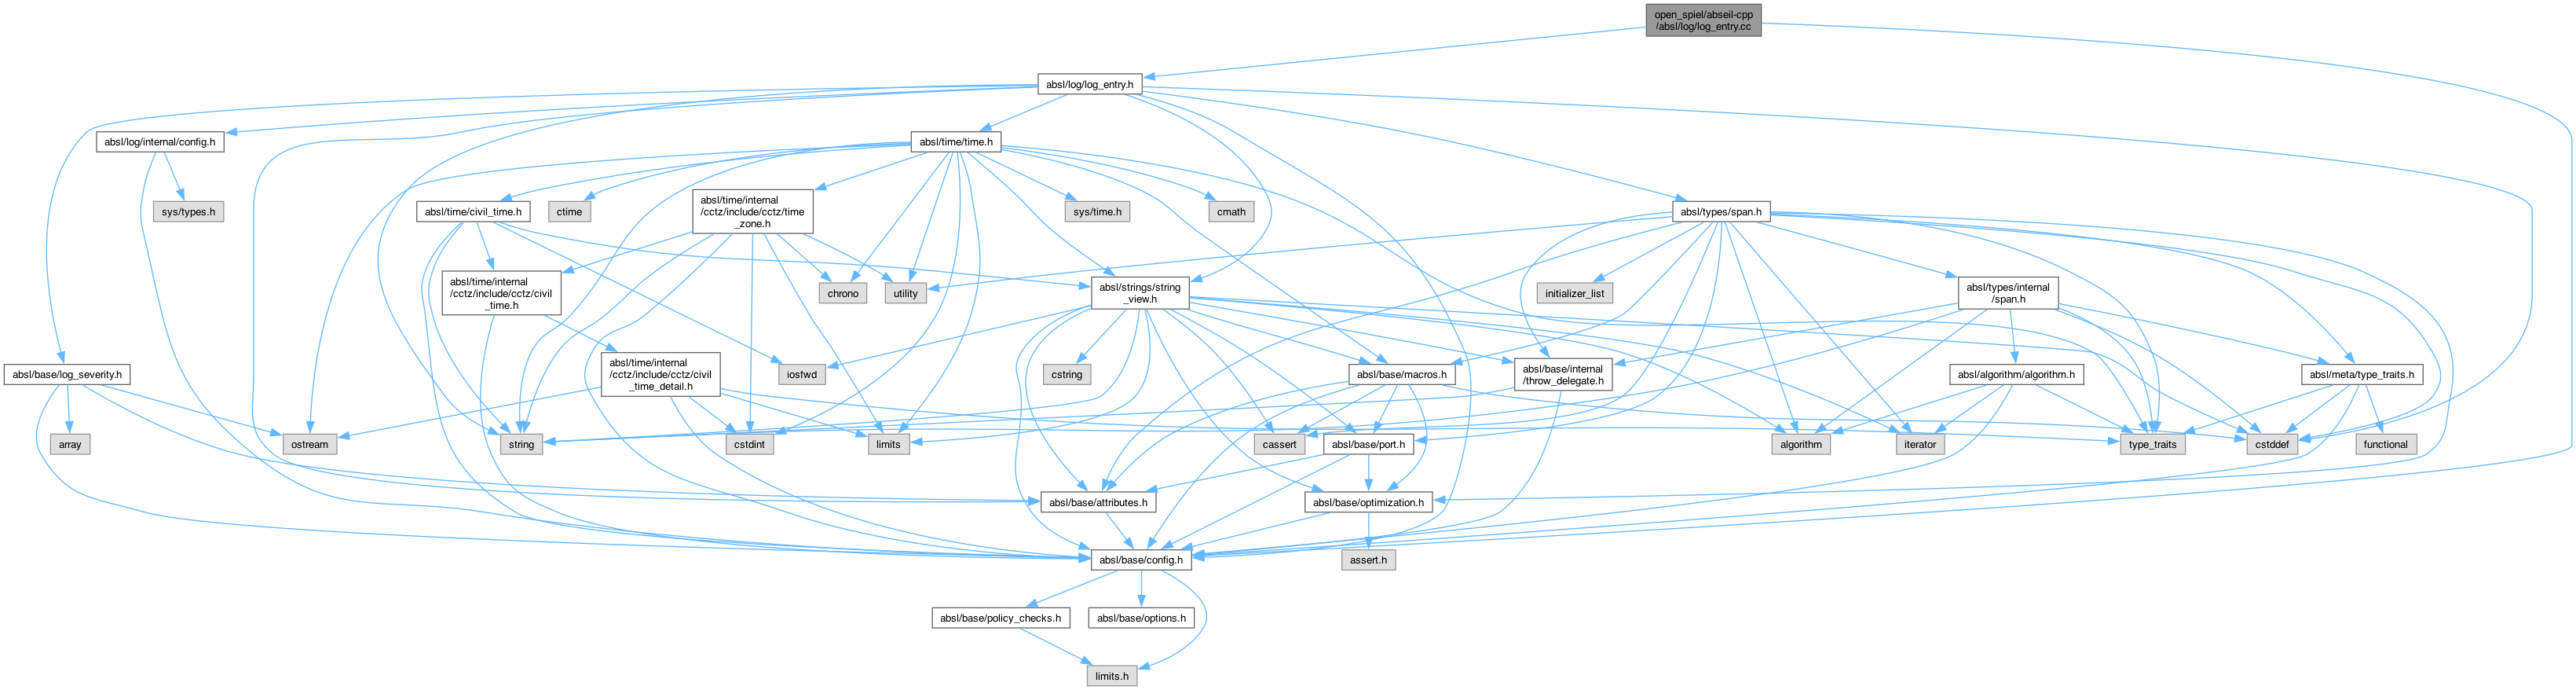 open_spiel/abseil-cpp
/absl/log/log_entry.cc
absl/log/log_entry.h
absl/log/internal/config.h
absl/time/time.h
sys/types.h
absl/time/civil_time.h
ctime
absl/time/internal
/cctz/include/cctz/time
_zone.h
sys/time.h
cmath
absl/types/span.h
absl/time/internal
/cctz/include/cctz/civil
_time.h
chrono
utility
absl/strings/string
_view.h
initializer_list
absl/types/internal
/span.h
absl/base/log_severity.h
absl/time/internal
/cctz/include/cctz/civil
_time_detail.h
iosfwd
cstring
absl/base/macros.h
absl/base/internal
/throw_delegate.h
absl/algorithm/algorithm.h
absl/meta/type_traits.h
array
ostream
string
cstdint
limits
cassert
absl/base/port.h
algorithm
iterator
type_traits
cstddef
functional
absl/base/attributes.h
absl/base/optimization.h
absl/base/config.h
assert.h
absl/base/policy_checks.h
absl/base/options.h
limits.h